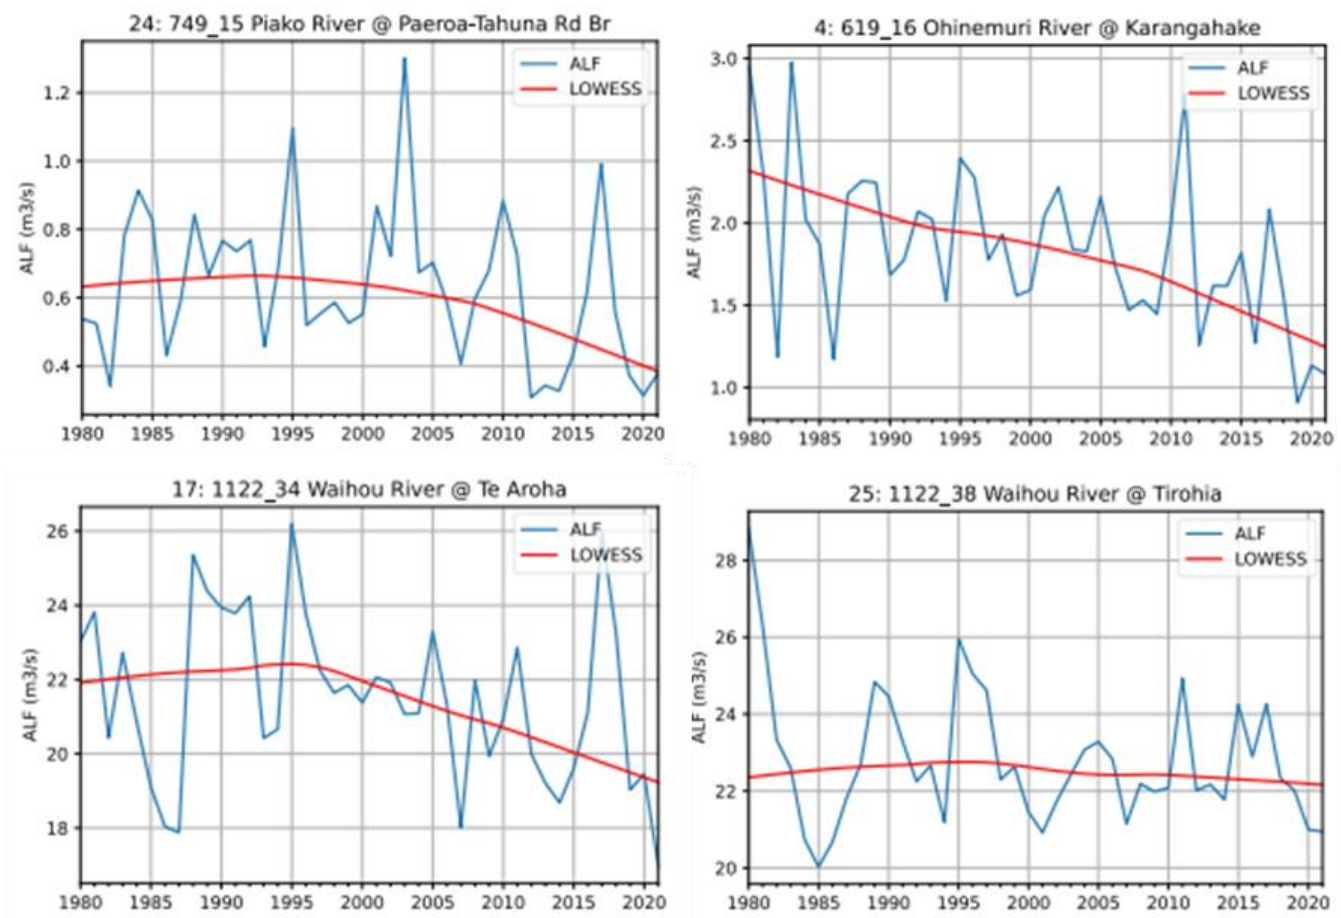 24: 749_15 Piako River @ Paeroa-Tahuna Rd Br
ALF
LOWESS
ALF (m3/s)
1.2
1.0
0.8
0.6
0.4
1980 1985 1990 1995 2000 2005 2010 2015 2020
4: 619_16 Ohinemuri River @ Karangahake
ALF
LOWESS
ALF (m3/s)
3.0
2.5
2.0
1.5
1.0
1980 1985 1990 1995 2000 2005 2010 2015 2020
17: 1122_34 Waihou River @ Te Aroha
ALF
LOWESS
ALF (m3/s)
26
24
22
20
18
1980 1985 1990 1995 2000 2005 2010 2015 2020
25: 1122_38 Waihou River @ Tirohia
ALF
LOWESS
ALF (m3/s)
28
26
24
22
20
1980 1985 1990 1995 2000 2005 2010 2015 2020